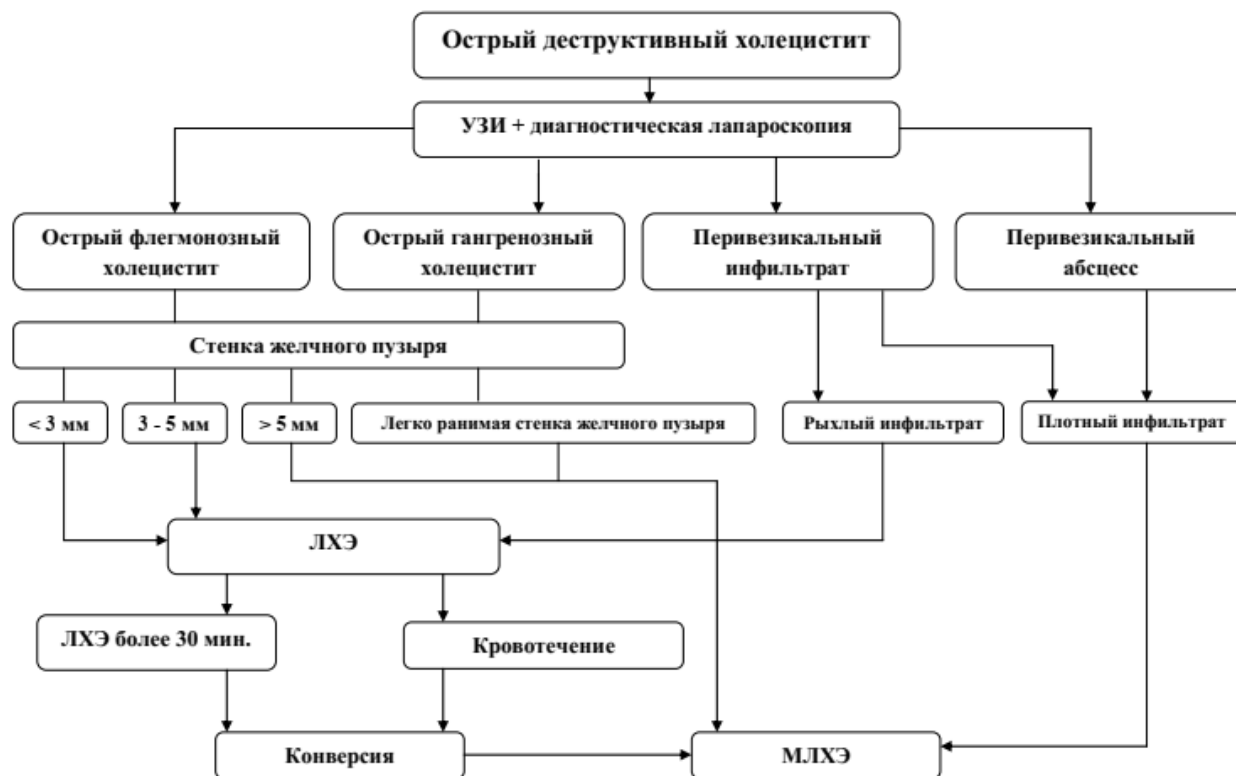 Острый деструктивный холецистит
УЗИ + диагностическая лапароскопия
Острый флегмонозный
холецистит
Острый гангренозный
холецистит
Перивезикальный
инфильтрат
Перивезикальный
абсцесс
Стенка желчного пузыря
< 3 мм
3 - 5 мм
> 5 мм
Легко ранимая стенка желчного пузыря
Рыхлый инфильтрат
Плотный инфильтрат
ЛХЭ
ЛХЭ более 30 мин.
Кровотечение
Конверсия
МЛХЭ